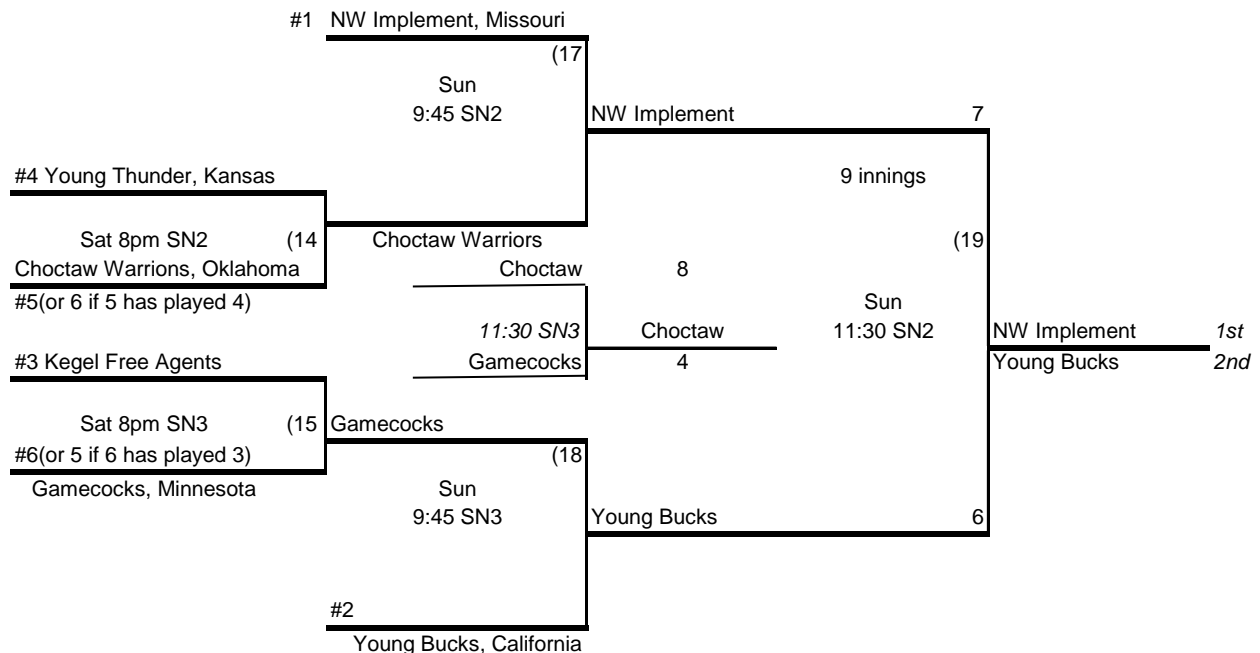 #1 NW Implement, Missouri
(17
Sun
9:45 SN2
NW Implement 7
#4 Young Thunder, Kansas
9 innings
Sat 8pm SN2 (14
Choctaw Warriors
(19
Choctaw Warrions, Oklahoma
Choctaw 8
#5(or 6 if 5 has played 4)
Sun
11:30 SN3
Choctaw
11:30 SN2
NW Implement 1st
#3 Kegel Free Agents
Gamecocks 4
Young Bucks 2nd
Sat 8pm SN3 (15
Gamecocks
#6(or 5 if 6 has played 3)
(18
Gamecocks, Minnesota
Sun
9:45 SN3
Young Bucks 6
#2
Young Bucks, California